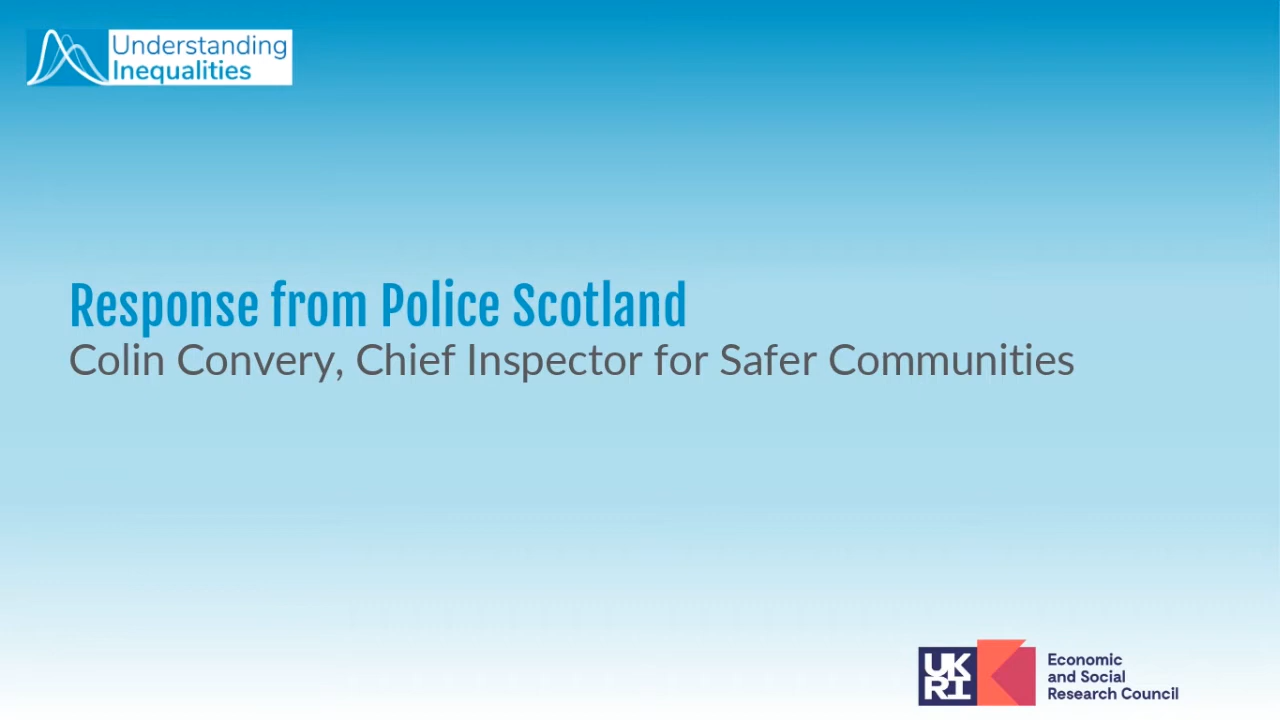 Understanding
Inequalities
Response from Police Scotland
Colin Convery, Chief Inspector for Safer Communities
UK
RI
Economic
and Social
Research Council